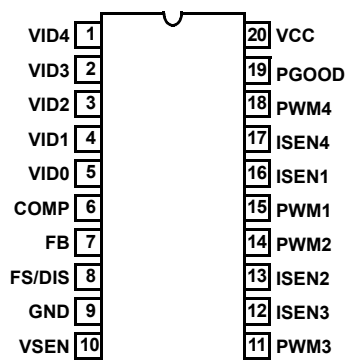 VID4 1 20 VCC
VID3 2 19 PGOOD
VID2 3 18 PWM4
VID1 4 17 ISEN4
VID0 5 16 ISEN1
COMP 6 15 PWM1
FB 7 14 PWM2
FS/DIS 8 13 ISEN2
GND 9 12 ISEN3
VSEN 10 11 PWM3